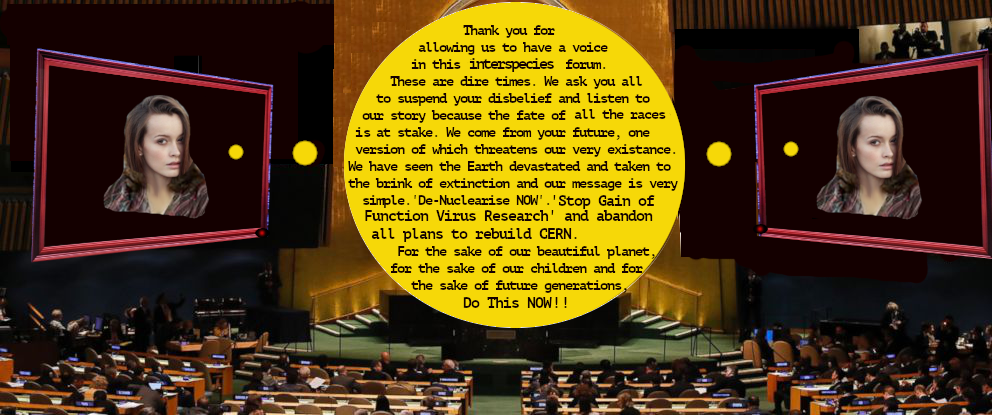 Thank you for
allowing us to have a voice
in this interspecies forum.
These are dire times. We ask you all
to suspend your disbelief and listen to
our story because the fate of all the races
is at stake. We come from your future, one
version of which threatens our very existance.
We have seen the Earth devastated and taken to
the brink of extinction and our message is very
simple.'De-Nuclearise NOW'.'Stop Gain of
Function Virus Research' and abandon
all plans to rebuild CERN.
For the sake of our beautiful planet,
for the sake of our children and for
the sake of future generations,
Do This NOW!!